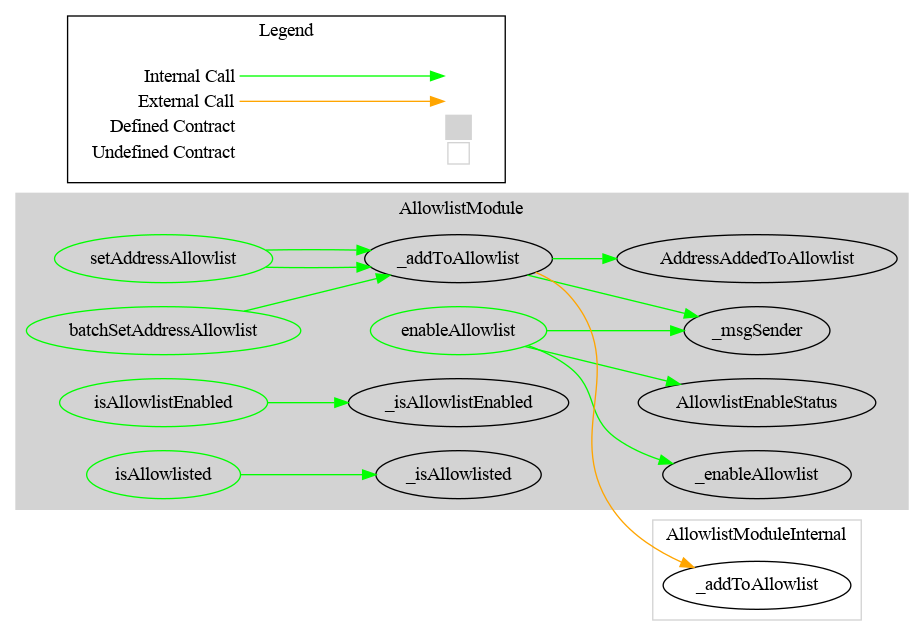 Legend
Internal Call
External Call
Defined Contract
Undefined Contract
AllowlistModule
setAddressAllowlist
_addToAllowlist
AddressAddedToAllowlist
batchSetAddressAllowlist
enableAllowlist
_msgSender
isAllowlistEnabled
_isAllowlistEnabled
AllowlistEnableStatus
isAllowlisted
_isAllowlisted
_enableAllowlist
AllowlistModuleInternal
_addToAllowlist